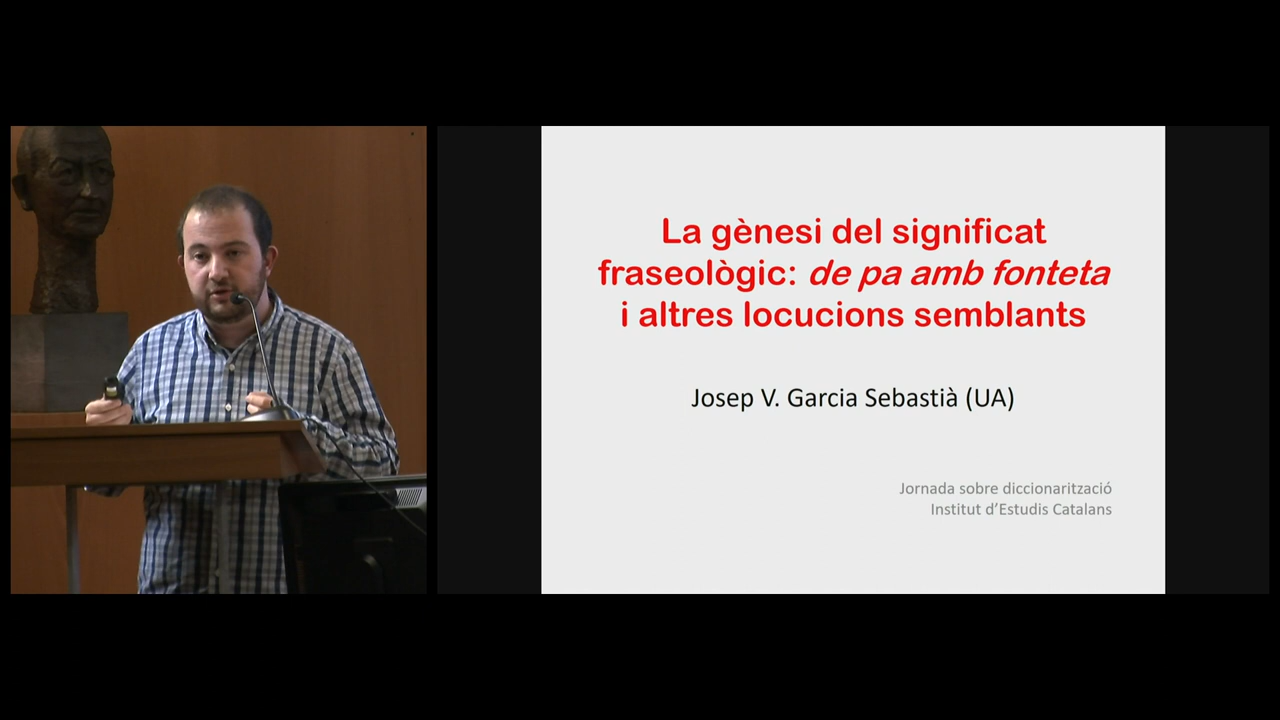 La gènesi del significat
fraseològic: de pa amb fonteta
i altres locucions semblants
Josep V. Garcia Sebastià (UA)
Jornada sobre diccionarització
Institut d’Estudis Catalans